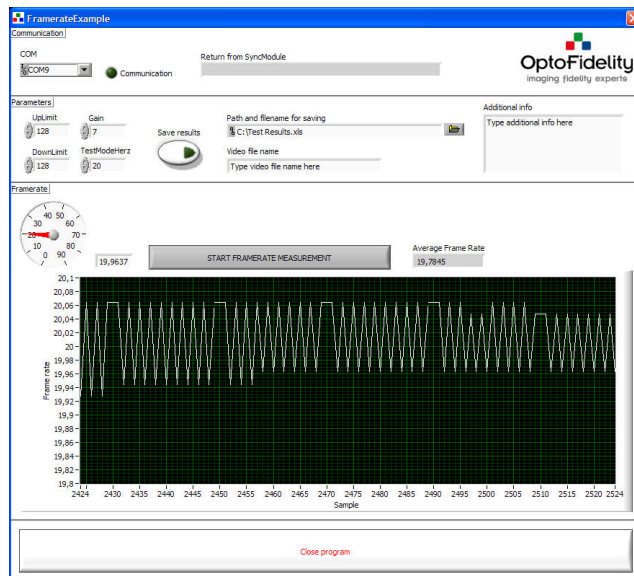 FramerateExample
Communication
COM
COM9
Communication
Return from SyncModule
OptoFidelity
imaging fidelity experts
Parameters
UpLimit
128
Gain
7
DownLimit
128
TestModeHerz
20
Save results
Path and filename for saving
C:\Test Results.xls
Video file name
Type video file name here
Additional info
Type additional info here
Framerate
0 10 20 30 40 50 60 70 80 90
19,9637
START FRAMERATE MEASUREMENT
Average Frame Rate
19,7845
Frame rate
20,1
20,08
20,06
20,04
20,02
20
19,98
19,96
19,94
19,92
19,9
19,88
19,86
19,84
19,82
19,8
2424 2430 2435 2440 2445 2450 2455 2460 2465 2470 2475 2480 2485 2490 2495 2500 2505 2510 2515 2520 2524
Sample
Close program